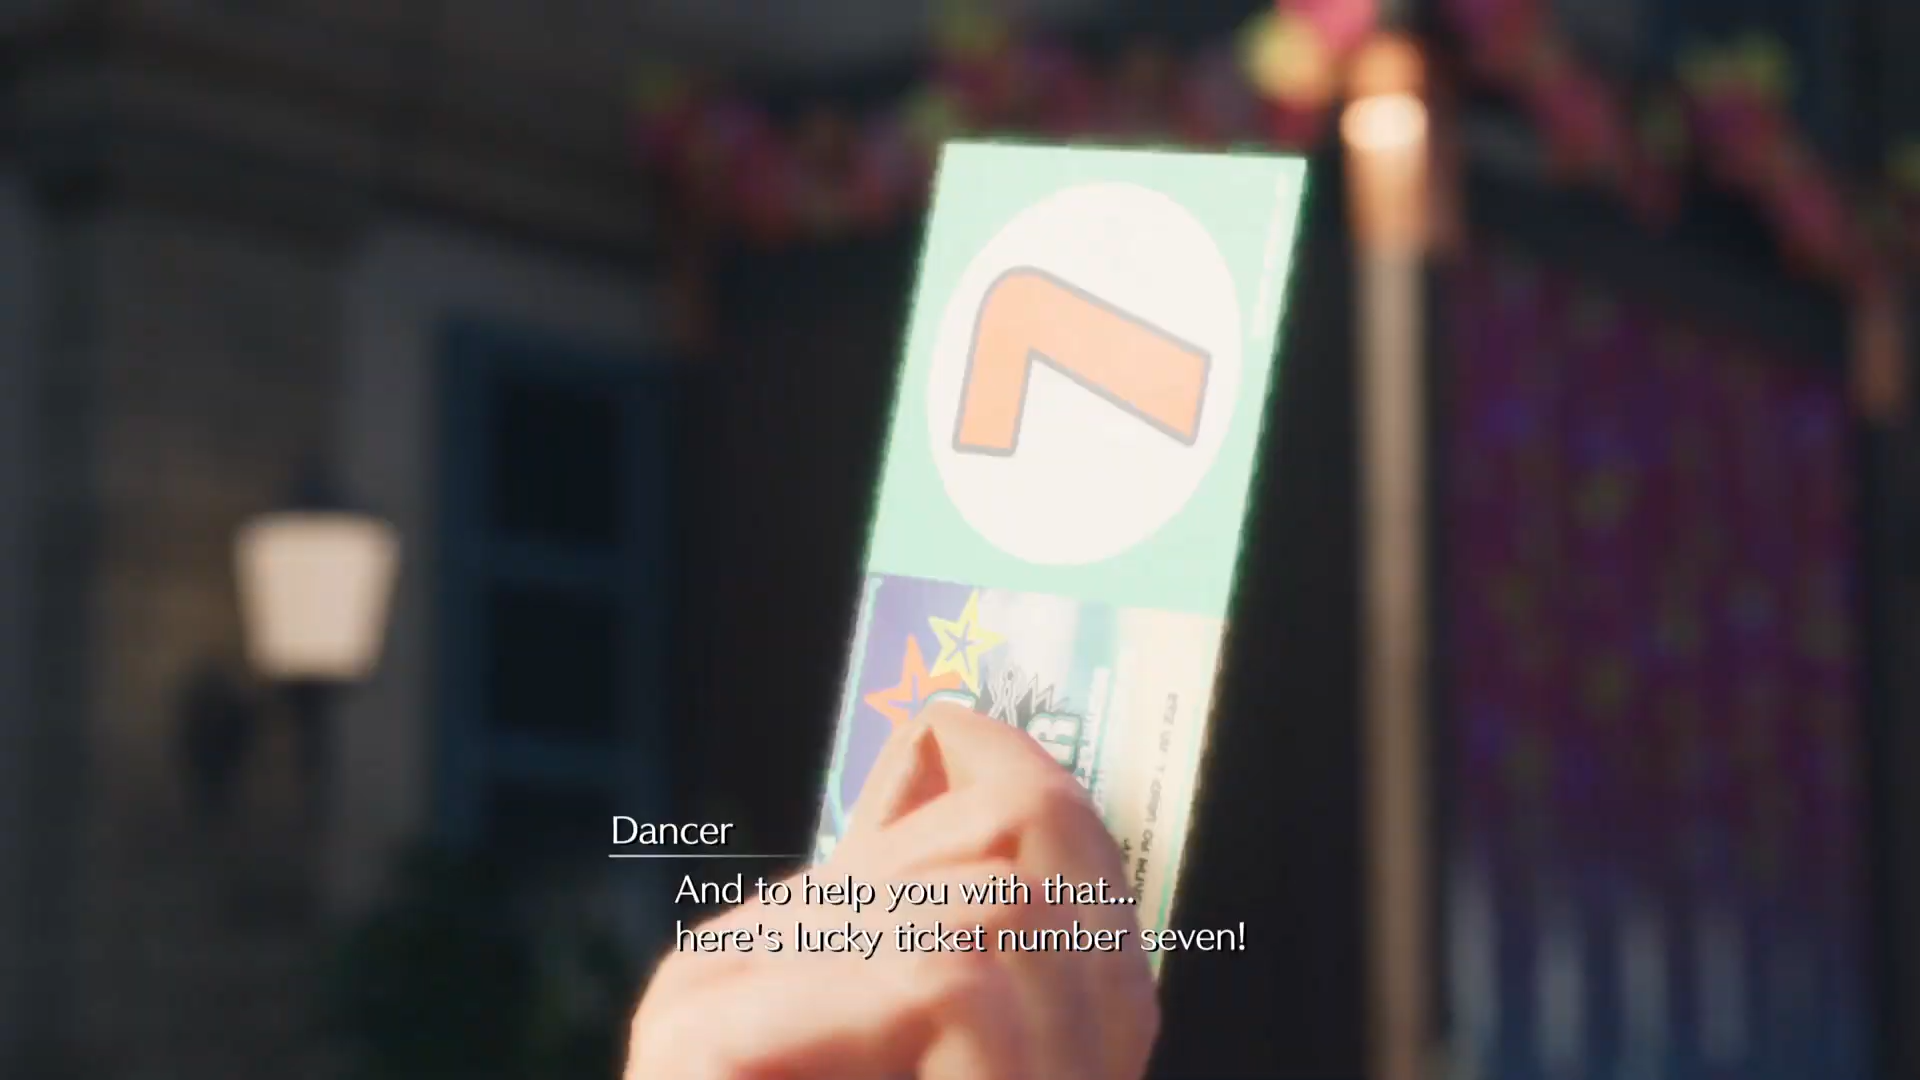 7
Dancer
And to help you with that...
here's lucky ticket number seven!